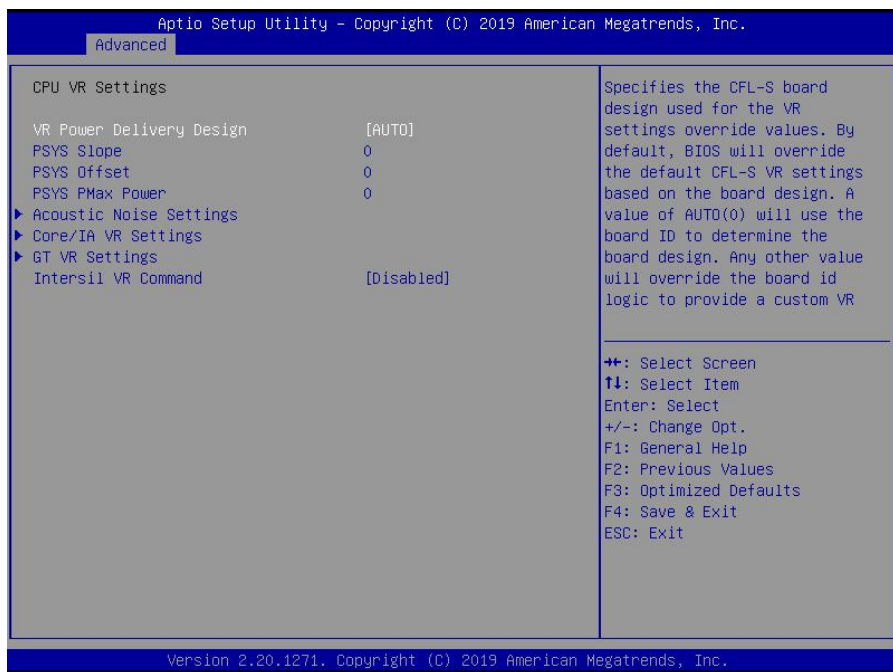 Aptio Setup Utility – Copyright (C) 2019 American Megatrends, Inc.
Advanced
CPU VR Settings
VR Power Delivery Design [AUTO]
PSYS Slope 0
PSYS Offset 0
PSYS PMax Power 0
Acoustic Noise Settings
Core/IA VR Settings
GT VR Settings
Intersil VR Command [Disabled]
Specifies the CFL-S board
design used for the VR
settings override values. By
default, BIOS will override
the default CFL-S VR settings
based on the board design. A
value of AUTO(0) will use the
board ID to determine the
board design. Any other value
will override the board id
logic to provide a custom VR
→←: Select Screen
↑↓: Select Item
Enter: Select
+/-: Change Opt.
F1: General Help
F2: Previous Values
F3: Optimized Defaults
F4: Save & Exit
ESC: Exit
Version 2.20.1271. Copyright (C) 2019 American Megatrends, Inc.